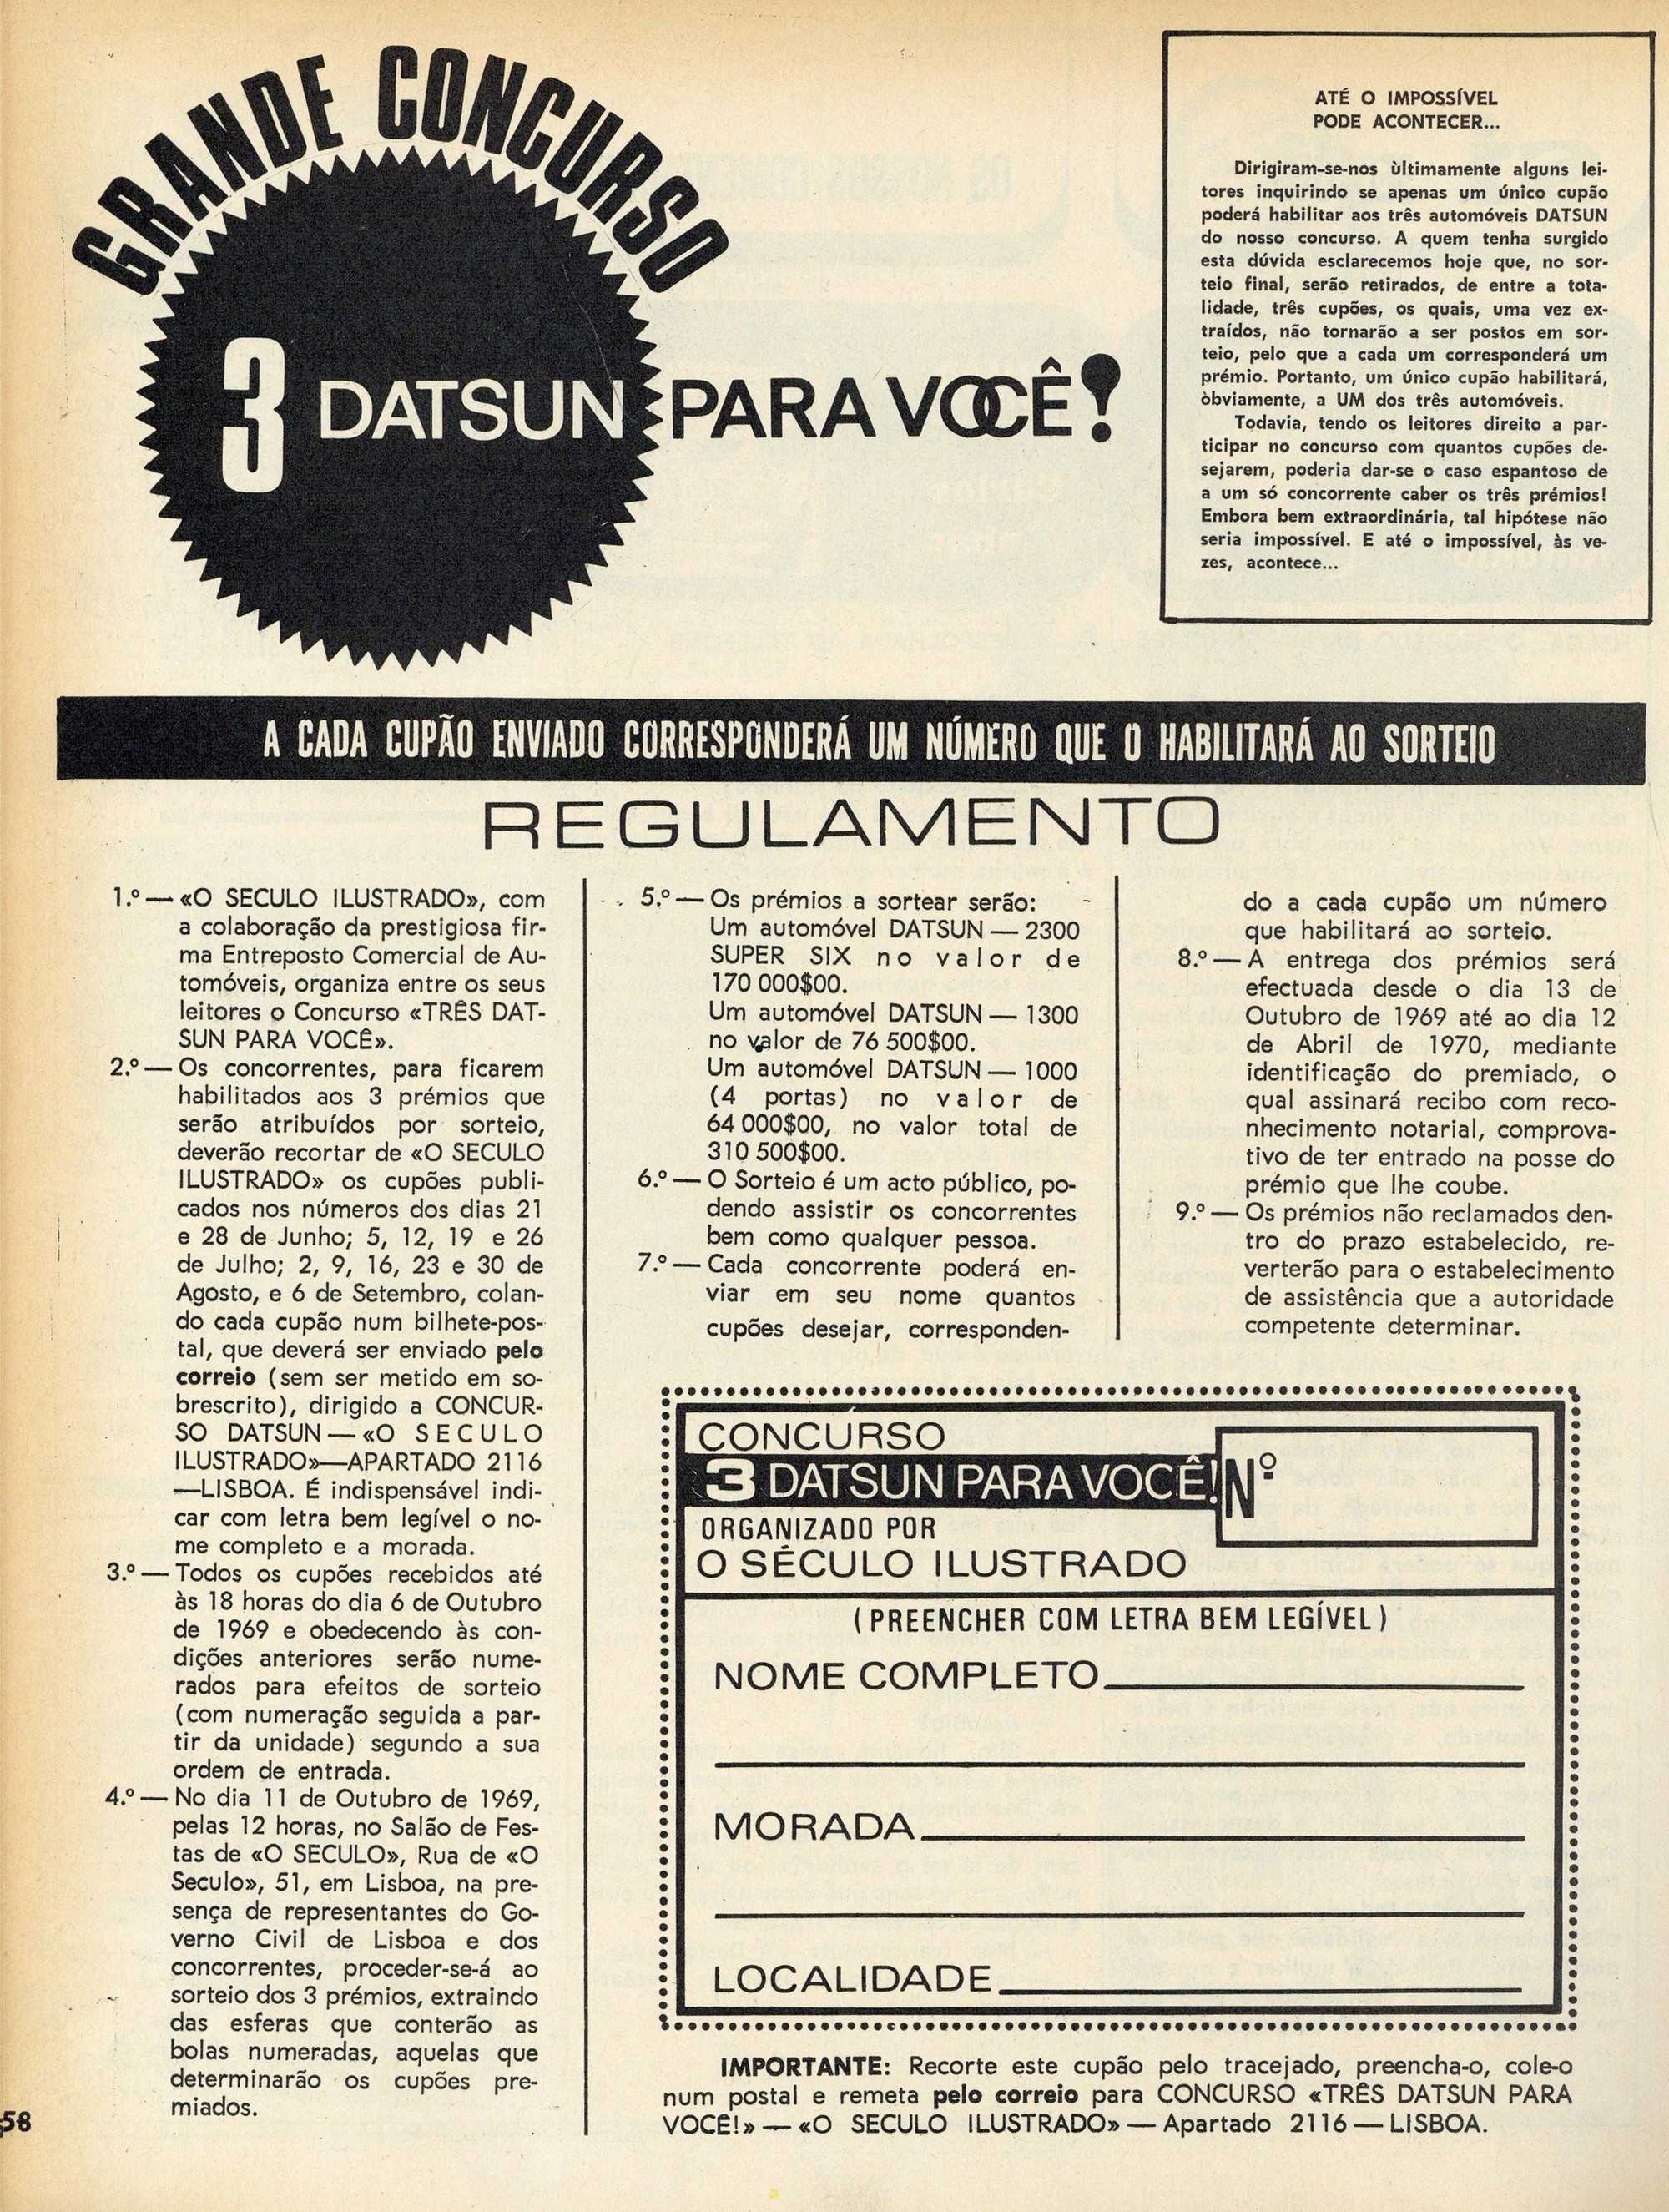 GRANDE CONCURSO
3 DATSUN PARA VOCÊ!
ATÉ O IMPOSSÍVEL
PODE ACONTECER...
Dirigiram-se-nos ùltimamente alguns lei-
tores inquirindo se apenas um único cupão
poderá habilitar aos três automóveis DATSUN
do nosso concurso. A quem tenha surgido
esta dúvida esclarecemos hoje que, no sor-
teio final, serão retirados, de entre a tota-
lidade, três cupões, os quais, uma vez ex-
traídos, não tornarão a ser postos em sor-
teio, pelo que a cada um corresponderá um
prémio. Portanto, um único cupão habilitará,
òbviamente, a UM dos três automóveis.
Todavia, tendo os leitores direito a par-
ticipar no concurso com quantos cupões de-
sejarem, poderia dar-se o caso espantoso de
a um só concorrente caber os três prémios!
Embora bem extraordinária, tal hipótese não
seria impossível. E até o impossível, às ve-
zes, acontece...
A CADA CUPÃO ENVIADO CORRESPONDERÁ UM NÚMERO QUE O HABILITARÁ AO SORTEIO
REGULAMENTO
1.º — «O SECULO ILUSTRADO», com
a colaboração da prestigiosa fir-
ma Entreposto Comercial de Au-
tomóveis, organiza entre os seus
leitores o Concurso «TRÊS DAT-
SUN PARA VOCÊ».
2.º — Os concorrentes, para ficarem
habilitados aos 3 prémios que
serão atribuídos por sorteio,
deverão recortar de «O SECULO
ILUSTRADO» os cupões publi-
cados nos números dos dias 21
e 28 de Junho; 5, 12, 19 e 26
de Julho; 2, 9, 16, 23 e 30 de
Agosto, e 6 de Setembro, colan-
do cada cupão num bilhete-pos-
tal, que deverá ser enviado pelo
correio (sem ser metido em so-
brescrito), dirigido a CONCUR-
SO DATSUN — «O SECULO
ILUSTRADO»—APARTADO 2116
—LISBOA. É indispensável indi-
car com letra bem legível o no-
me completo e a morada.
3.º — Todos os cupões recebidos até
às 18 horas do dia 6 de Outubro
de 1969 e obedecendo às con-
dições anteriores serão nume-
rados para efeitos de sorteio
(com numeração seguida a par-
tir da unidade) segundo a sua
ordem de entrada.
4.º — No dia 11 de Outubro de 1969,
pelas 12 horas, no Salão de Fes-
tas de «O SECULO», Rua de «O
Seculo», 51, em Lisboa, na pre-
sença de representantes do Go-
verno Civil de Lisboa e dos
concorrentes, proceder-se-á ao
sorteio dos 3 prémios, extraindo
das esferas que conterão as
bolas numeradas, aquelas que
determinarão os cupões pre-
miados.
5.º — Os prémios a sortear serão:
Um automóvel DATSUN — 2300
SUPER SIX no valor de
170 000$00.
Um automóvel DATSUN — 1300
no valor de 76 500$00.
Um automóvel DATSUN — 1000
(4 portas) no valor de
64 000$00, no valor total de
310 500$00.
6.º — O Sorteio é um acto público, po-
dendo assistir os concorrentes
bem como qualquer pessoa.
7.º — Cada concorrente poderá en-
viar em seu nome quantos
cupões desejar, corresponden-
do a cada cupão um número
que habilitará ao sorteio.
8.º — A entrega dos prémios será
efectuada desde o dia 13 de
Outubro de 1969 até ao dia 12
de Abril de 1970, mediante
identificação do premiado, o
qual assinará recibo com reco-
nhecimento notarial, comprova-
tivo de ter entrado na posse do
prémio que lhe coube.
9.º — Os prémios não reclamados den-
tro do prazo estabelecido, re-
verterão para o estabelecimento
de assistência que a autoridade
competente determinar.
CONCURSO
3 DATSUN PARA VOCÊ! Nº
ORGANIZADO POR
O SÉCULO ILUSTRADO
(PREENCHER COM LETRA BEM LEGÍVEL)
NOME COMPLETO
MORADA
LOCALIDADE
IMPORTANTE: Recorte este cupão pelo tracejado, preencha-o, cole-o
num postal e remeta pelo correio para CONCURSO «TRÊS DATSUN PARA
VOCÊ!» — «O SECULO ILUSTRADO» — Apartado 2116 — LISBOA.
58